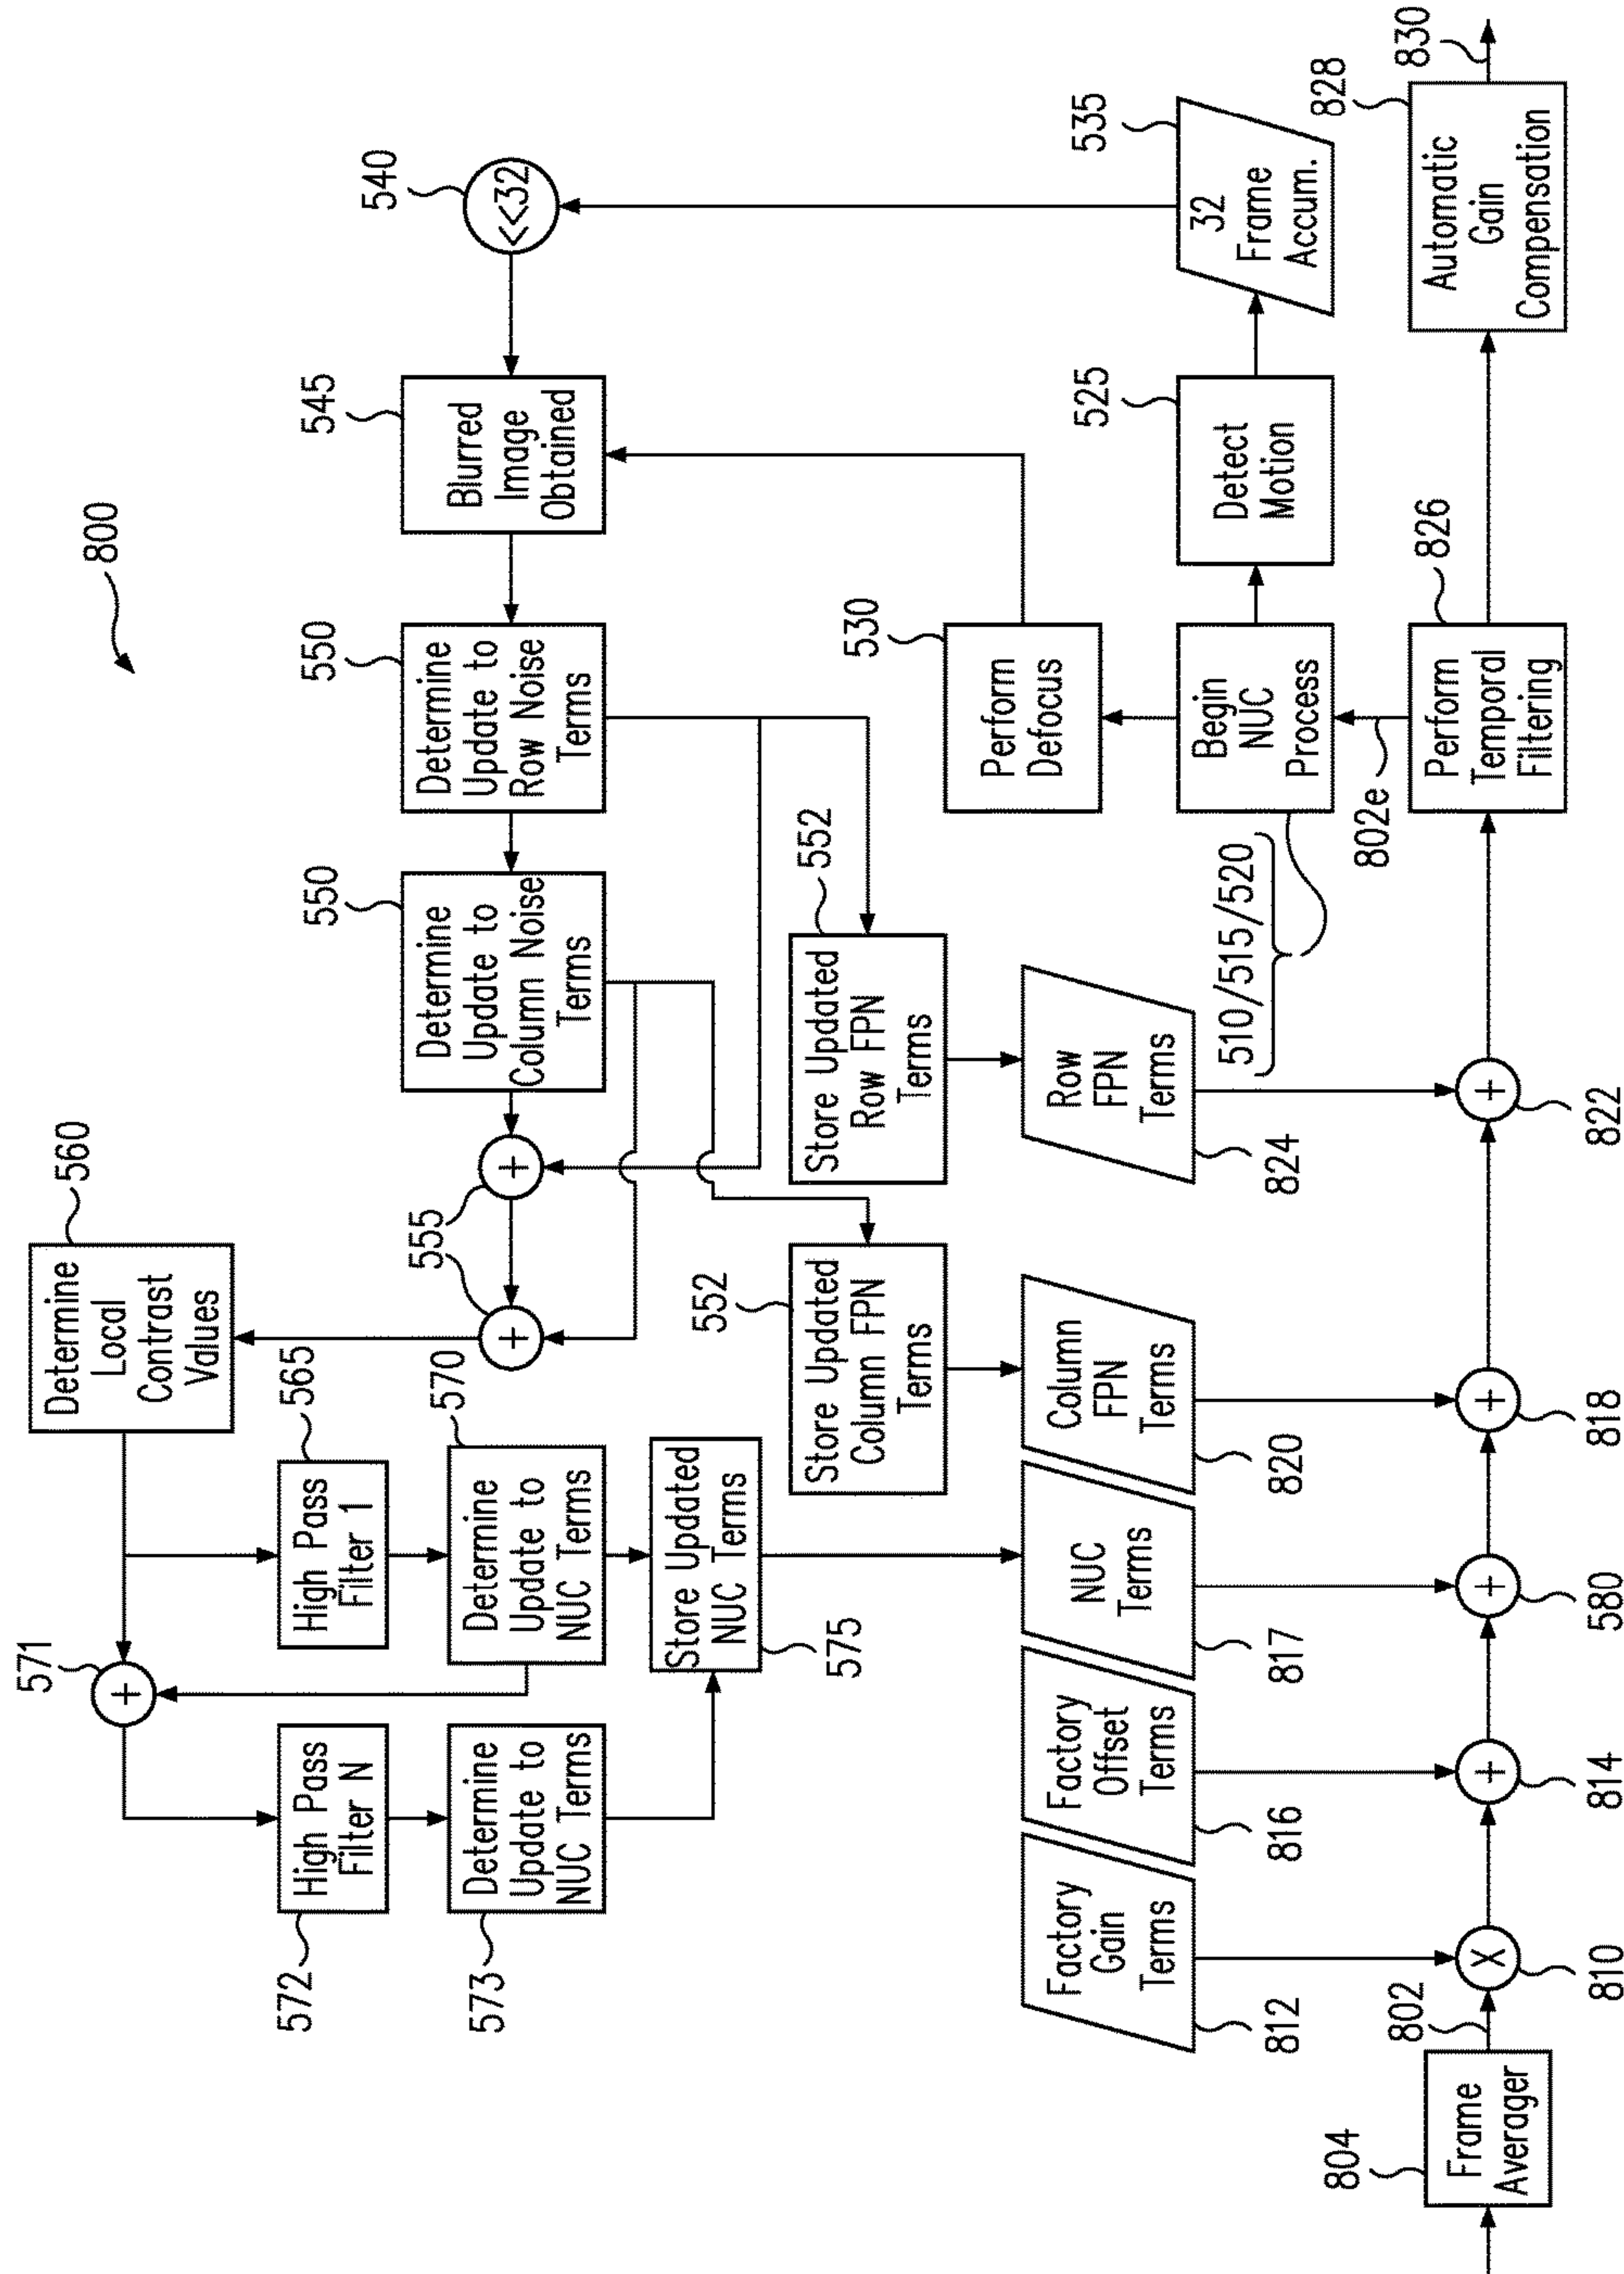 800
560
Determine
Local
Contrast
Values
571
565
High Pass
Filter 1
572
High Pass
Filter N
570
Determine
Update to
NUC Terms
573
Determine
Update to
NUC Terms
Store Updated
NUC Terms
575
555
550
Determine
Update to
Column Noise
Terms
550
Determine
Update to
Row Noise
Terms
545
Blurred
Image
Obtained
540
<<32
552
Store Updated
Column FPN
Terms
552
Store Updated
Row FPN
Terms
530
Perform
Defocus
510/515/520
Begin
NUC
Process
525
Detect
Motion
535
32
Frame
Accum.
Factory
Gain
Terms
812
Factory
Offset
Terms
816
NUC
Terms
817
Column
FPN
Terms
820
Row
FPN
Terms
824
802e
804
Frame
Averager
802
X
810
+
814
+
580
+
818
+
822
826
Perform
Temporal
Filtering
828
Automatic
Gain
Compensation
830
+
+
+